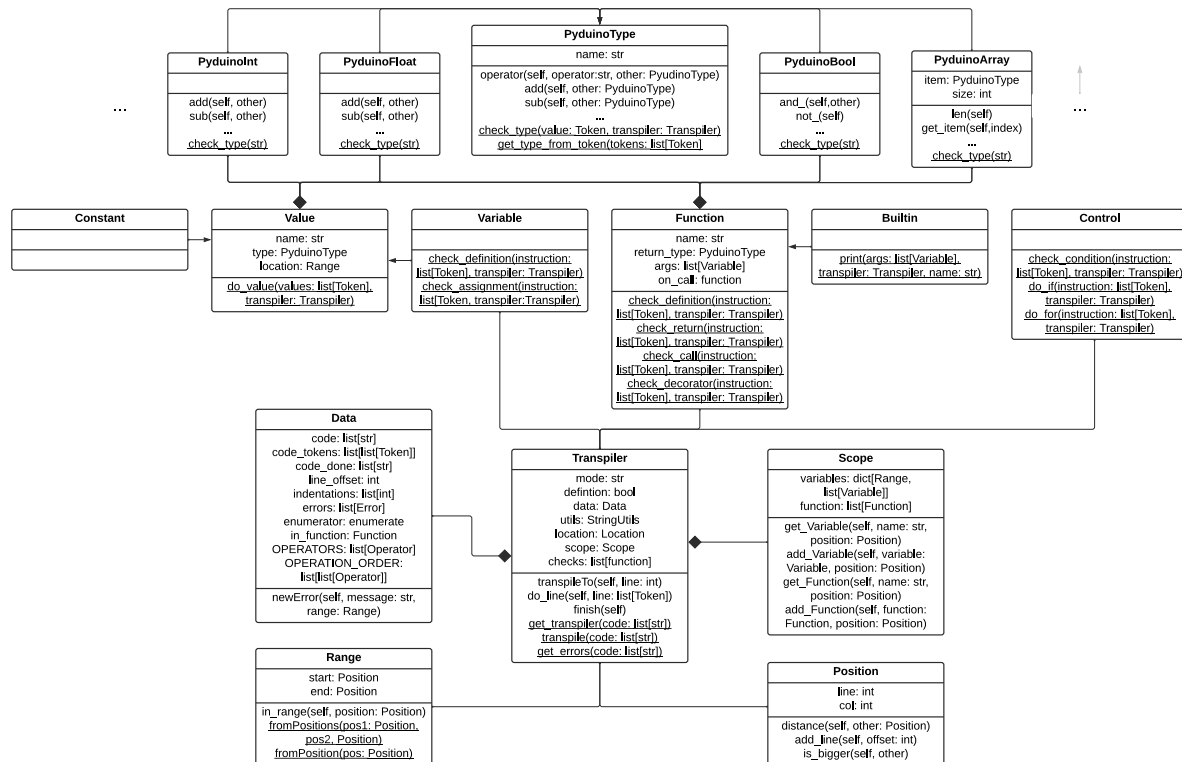 PyduinoType
name: str
operator(self, operator:str, other: PyudinoType)
add(self, other: PyduinoType)
sub(self, other: PyduinoType)
...
check_type(value: Token, transpiler: Transpiler)
get_type_from_token(tokens: list[Token]
...
PyduinoInt
add(self, other)
sub(self, other)
...
check_type(str)
PyduinoFloat
add(self, other)
sub(self, other)
...
check_type(str)
PyduinoBool
and_(self,other)
not_(self)
...
check_type(str)
PyduinoArray
item: PyduinoType
size: int
len(self)
get_item(self,index)
...
check_type(str)
...
Constant
Value
name: str
type: PyduinoType
location: Range
do_value(values: list[Token],
transpiler: Transpiler)
Variable
check_definition(instruction:
list[Token], transpiler: Transpiler)
check_assignment(instruction:
list[Token, transpiler:Transpiler)
Function
name: str
return_type: PyduinoType
args: list[Variable]
on_call: function
check_definition(instruction:
list[Token], transpiler: Transpiler)
check_return(instruction:
list[Token], transpiler: Transpiler)
check_call(instruction:
list[Token], transpiler: Transpiler)
check_decorator(instruction:
list[Token], transpiler: Transpiler)
Builtin
print(args: list[Variable],
transpiler: Transpiler, name: str)
Control
check_condition(instruction:
list[Token], transpiler: Transpiler)
do_if(instruction: list[Token],
transpiler: Transpiler)
do_for(instruction: list[Token],
transpiler: Transpiler)
Data
code: list[str]
code_tokens: list[list[Token]]
code_done: list[str]
line_offset: int
indentations: list[int]
errors: list[Error]
enumerator: enumerate
in_function: Function
OPERATORS: list[Operator]
OPERATION_ORDER:
list[list[Operator]]
newError(self, message: str,
range: Range)
Transpiler
mode: str
defintion: bool
data: Data
utils: StringUtils
location: Location
scope: Scope
checks: list[function]
transpileTo(self, line: int)
do_line(self, line: list[Token])
finish(self)
get_transpiler(code: list[str])
transpile(code: list[str])
get_errors(code: list[str])
Scope
variables: dict[Range,
list[Variable]]
function: list[Function]
get_Variable(self, name: str,
position: Position)
add_Variable(self, variable:
Variable, position: Position)
get_Function(self, name: str,
position: Position)
add_Function(self, function:
Function, position: Position)
Range
start: Position
end: Position
in_range(self, position: Position)
fromPositions(pos1: Position,
pos2, Position)
fromPosition(pos: Position)
Position
line: int
col: int
distance(self, other: Position)
add_line(self, offset: int)
is_bigger(self, other)